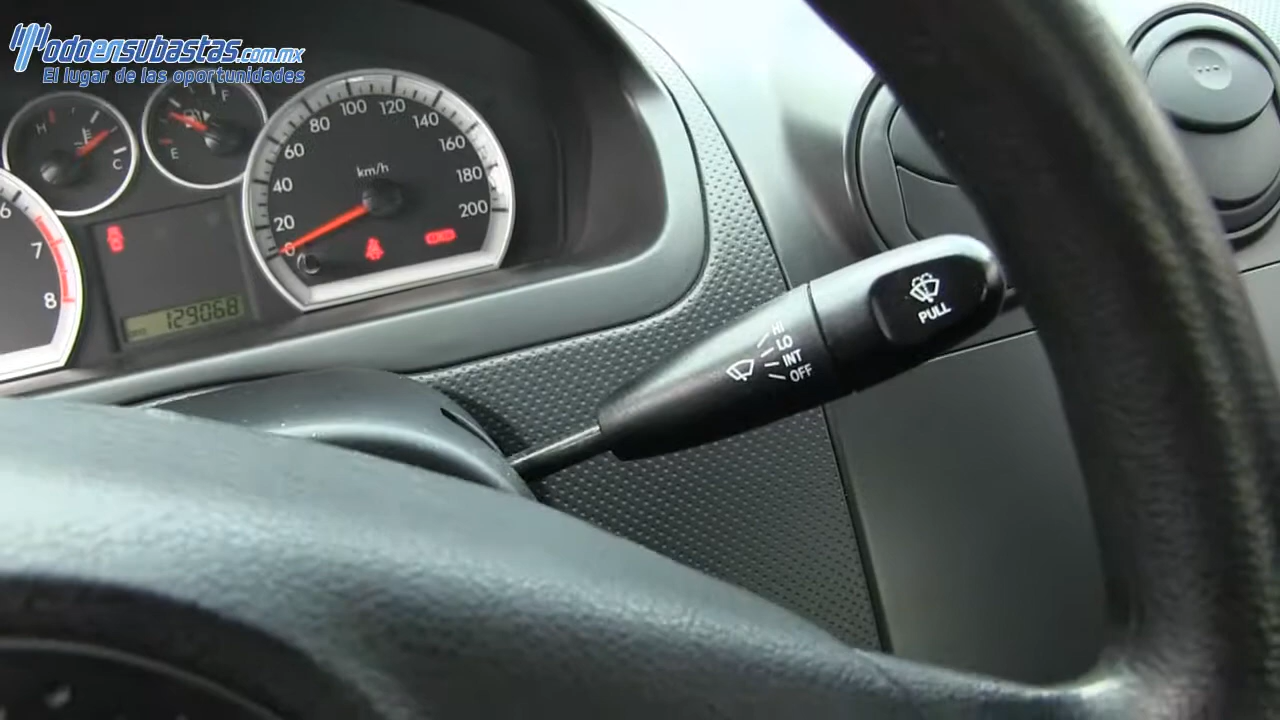 Todoensubastas.com.mx
El lugar de las oportunidades
H
C
F
E
6
7
8
0
20
40
60
80
100
120
140
160
180
200
km/h
129068
HI
LO
INT
OFF
PULL